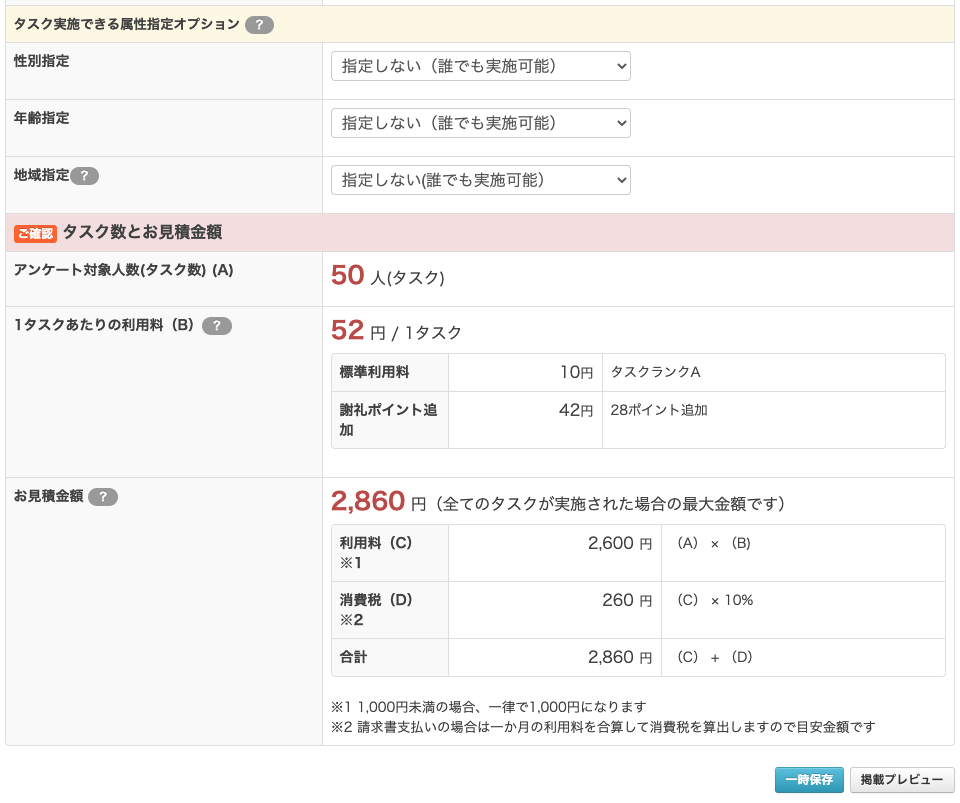 タスク実施できる属性指定オプション ?
性別指定
指定しない（誰でも実施可能）
年齢指定
指定しない（誰でも実施可能）
地域指定 ?
指定しない(誰でも実施可能）
ご確認 タスク数とお見積金額
アンケート対象人数(タスク数) (A)
50 人(タスク)
1タスクあたりの利用料（B） ?
52 円 / 1タスク
標準利用料 10円 タスクランクA
謝礼ポイント追
加
42円 28ポイント追加
お見積金額 ?
2,860 円（全てのタスクが実施された場合の最大金額です）
利用料（C）
※1
2,600 円 （A） × （B)
消費税（D）
※2
260 円 （C） × 10%
合計 2,860 円 （C） + （D）
※1 1,000円未満の場合、一律で1,000円になります
※2 請求書支払いの場合は一か月の利用料を合算して消費税を算出しますので目安金額です
一時保存 掲載プレビュー